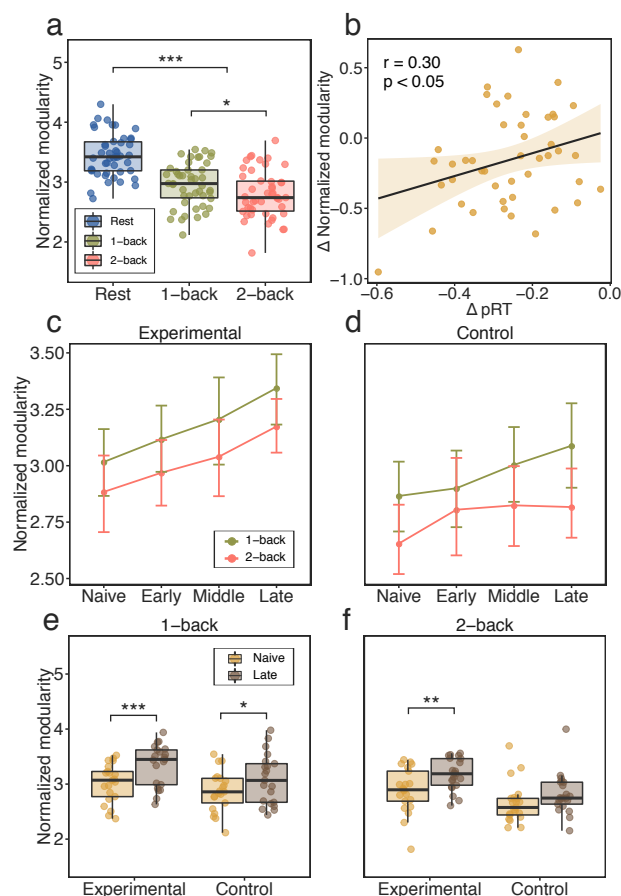 a
Normalized modularity
5
4
3
2
***
*
Rest
1−back
2−back
Rest
1−back
2−back
b
r = 0.30
p < 0.05
Δ Normalized modularity
0.5
0.0
−0.5
−1.0
−0.6
−0.4
−0.2
0.0
Δ pRT
c
Experimental
Normalized modularity
3.50
3.25
3.00
2.75
2.50
1−back
2−back
Naive
Early
Middle
Late
d
Control
Naive
Early
Middle
Late
e
1−back
Normalized modularity
5
4
3
2
Naive
Late
***
*
Experimental
Control
f
2−back
**
Experimental
Control